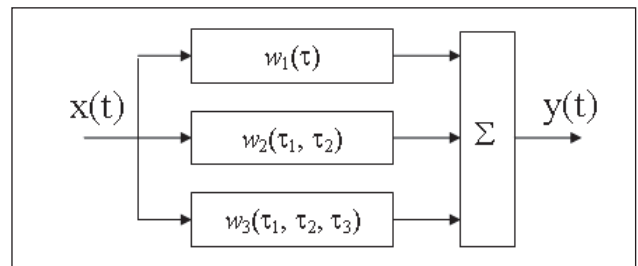 w₁(τ)
x(t)
w₂(τ₁, τ₂)
Σ
y(t)
w₃(τ₁, τ₂, τ₃)